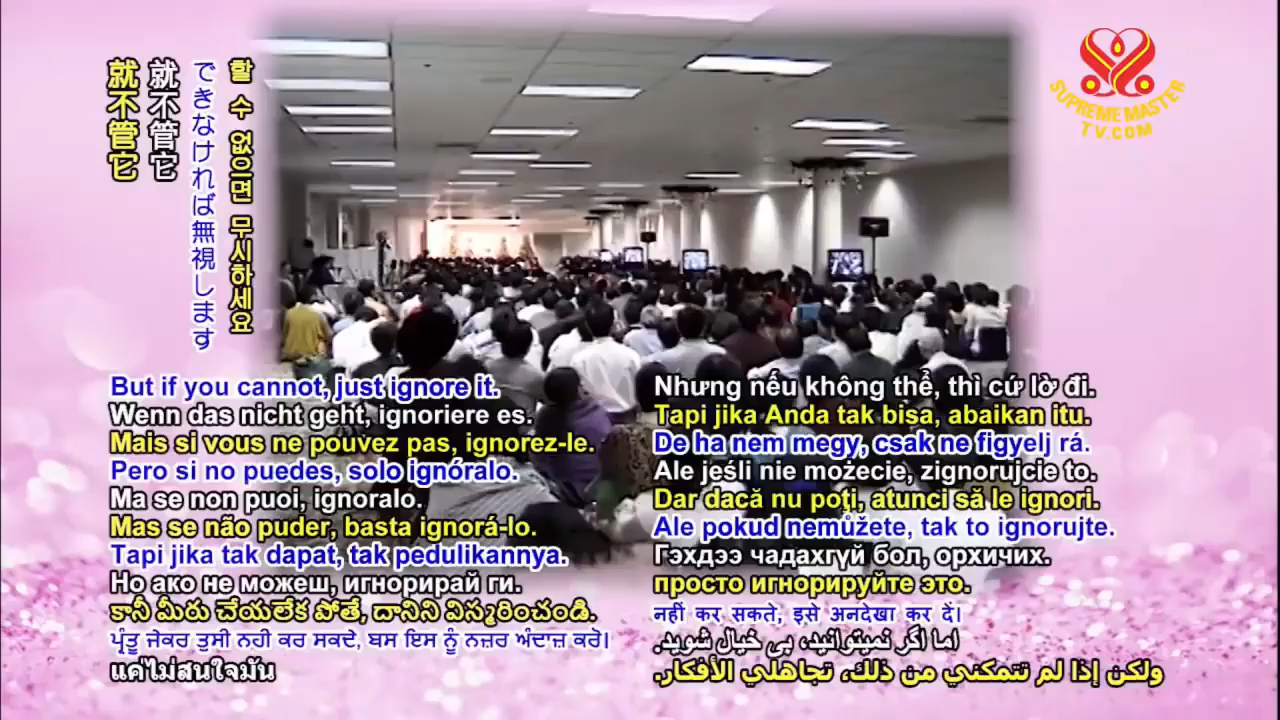 就不管它
就不管它
できなければ無視します
할 수 없으면 무시하세요
SUPREME MASTER
TV.COM
But if you cannot, just ignore it.
Wenn das nicht geht, ignoriere es.
Mais si vous ne pouvez pas, ignorez-le.
Pero si no puedes, solo ignóralo.
Ma se non puoi, ignoralo.
Mas se não puder, basta ignorá-lo.
Tapi jika tak dapat, tak pedulikannya.
Но ако не можеш, игнорирай ги.
కానీ మీరు చేయలేక పోతే, దానిని విస్మరించండి.
ਪ੍ਰੰਤੂ ਜੇਕਰ ਤੁਸੀ ਨਹੀ ਕਰ ਸਕਦੇ, ਬਸ ਇਸ ਨੂੰ ਨਜ਼ਰ ਅੰਦਾਜ਼ ਕਰੋ।
แค่ไม่สนใจมัน
Nhưng nếu không thể, thì cứ lờ đi.
Tapi jika Anda tak bisa, abaikan itu.
De ha nem megy, csak ne figyelj rá.
Ale jeśli nie możecie, zignorujcie to.
Dar dacă nu poţi, atunci să le ignori.
Ale pokud nemůžete, tak to ignorujte.
Гэхдээ чадахгүй бол, орхичих.
просто игнорируйте это.
नहीं कर सकते, इसे अनदेखा कर दें।
اما اگر نمیتوانید، بی خیال شوید.
ولكن إذا لم تتمكني من ذلك، تجاهلي الأفكار.